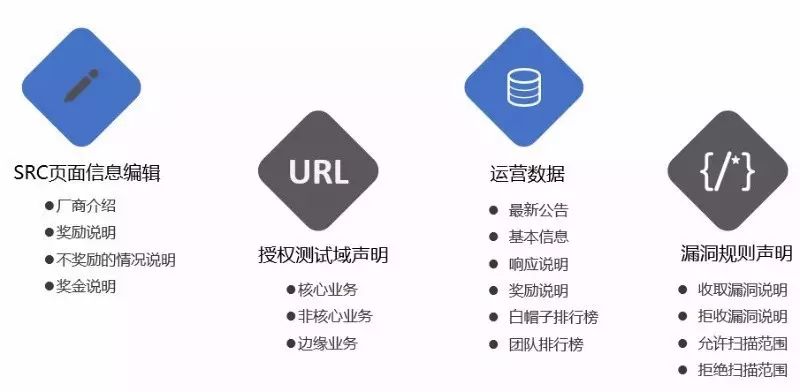 SRC页面信息编辑
厂商介绍
奖励说明
不奖励的情况说明
奖金说明
URL
授权测试域声明
核心业务
非核心业务
边缘业务
运营数据
最新公告
基本信息
响应说明
奖励说明
白帽子排行榜
团队排行榜
{/*}
漏洞规则声明
收取漏洞说明
拒收漏洞说明
允许扫描范围
拒绝扫描范围